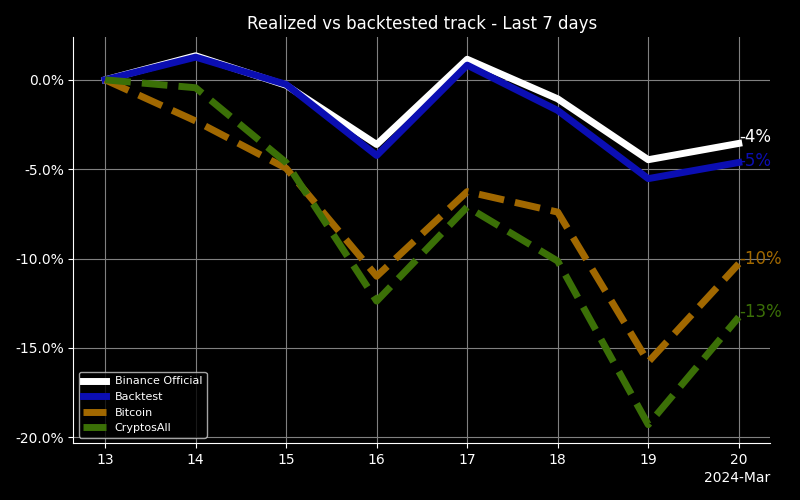 Realized vs backtested track - Last 7 days
0.0%
-5.0%
-10.0%
-15.0%
-20.0%
-4%
-5%
-10%
-13%
Binance Official
Backtest
Bitcoin
CryptosAll
13 14 15 16 17 18 19 20
2024-Mar